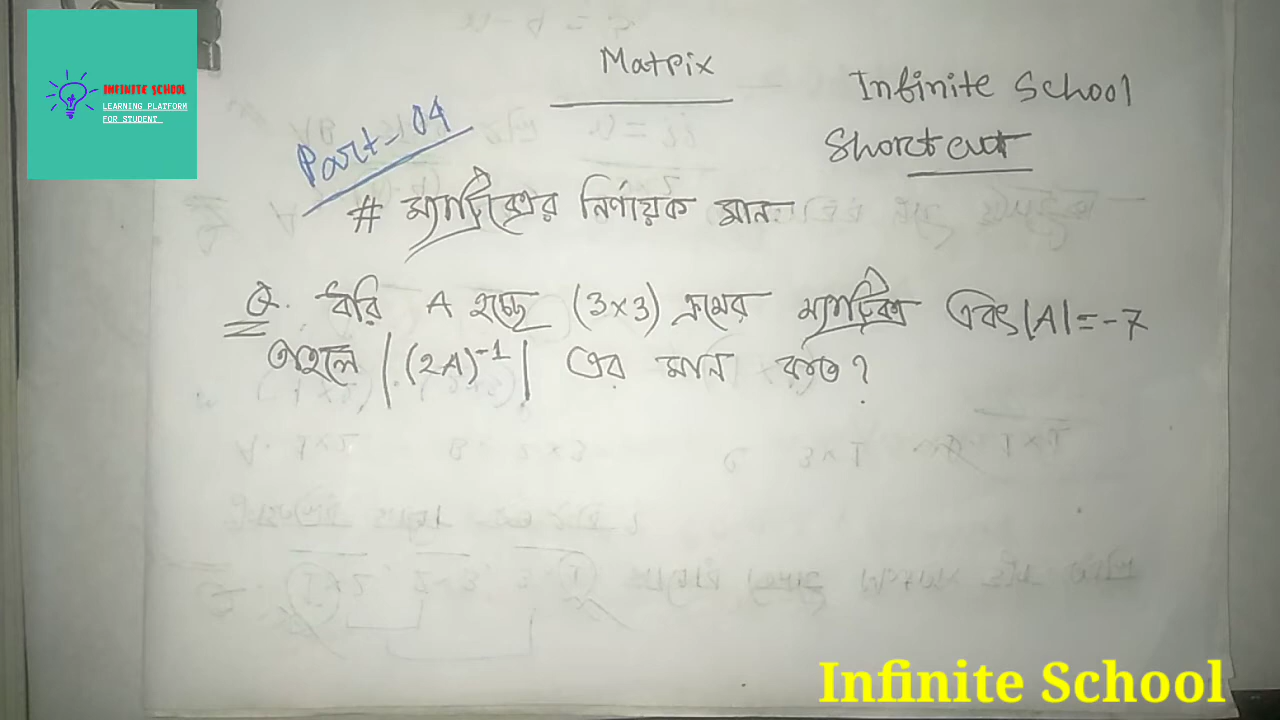 INFINITE SCHOOL
LEARNING PLATFORM
FOR STUDENT
Matrix
Infinite School
Shortcut
Part-04
# ম্যাট্রিক্সের নির্ণায়ক মান
Q. ধরি A হচ্ছে (3×3) ক্রমের ম্যাট্রিক্স এবং |A| = -7
তাহলে |(2A)⁻¹| এর মান কত?
Infinite School